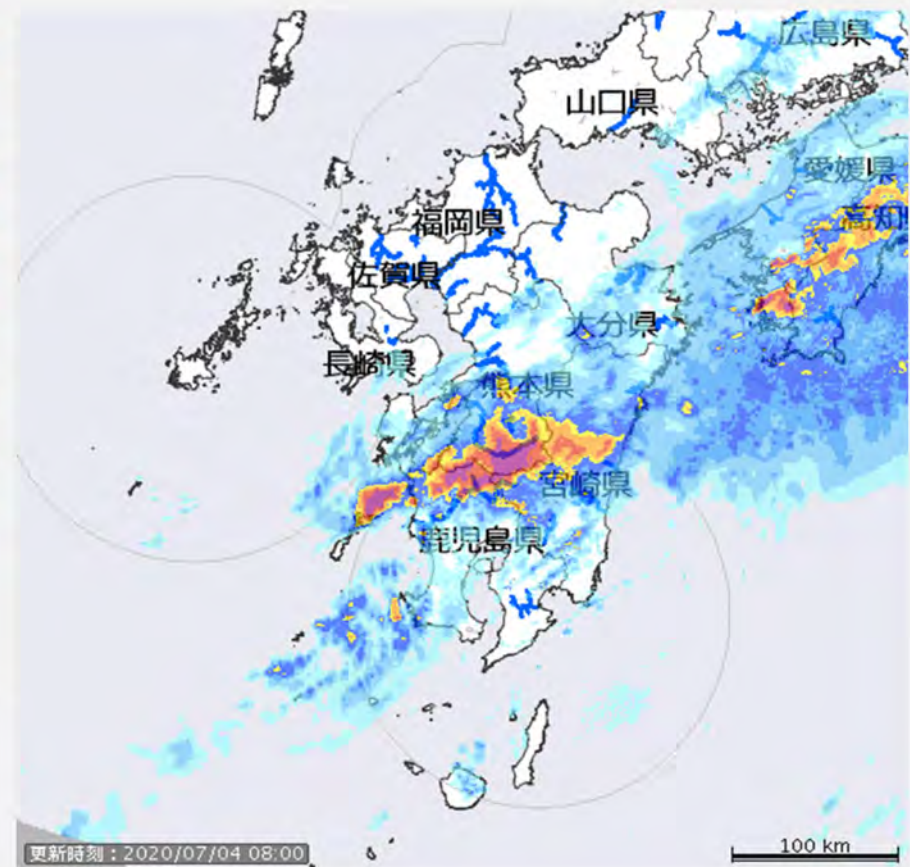 広島県
山口県
愛媛県
高知
福岡県
佐賀県
大分県
長崎県
熊本県
宮崎県
鹿児島県
更新時刻：2020/07/04 08:00
100 km